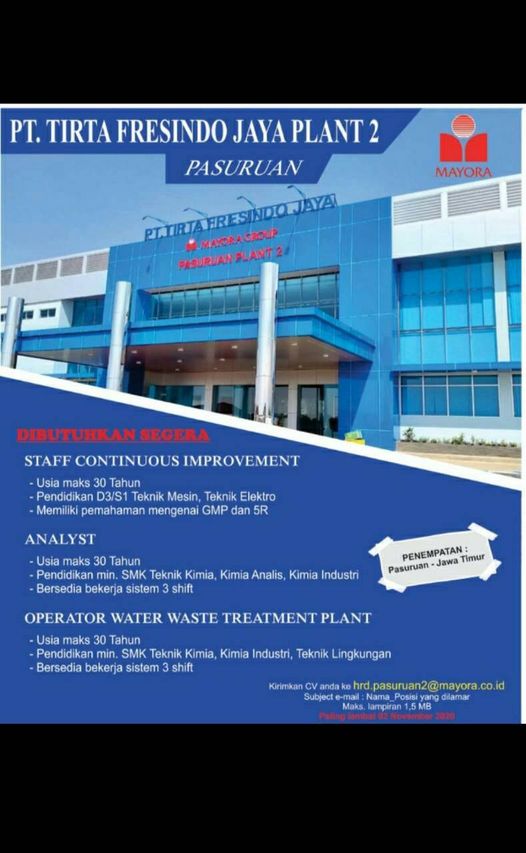 PT. TIRTA FRESINDO JAYA PLANT 2
PASURUAN
MAYORA
PT. TIRTA FRESINDO JAYA
MAYORA GROUP
PASURUAN PLANT 2
DIBUTUHKAN SEGERA
STAFF CONTINUOUS IMPROVEMENT
- Usia maks 30 Tahun
- Pendidikan D3/S1 Teknik Mesin, Teknik Elektro
- Memiliki pemahaman mengenai GMP dan 5R
ANALYST
- Usia maks 30 Tahun
- Pendidikan min. SMK Teknik Kimia, Kimia Analis, Kimia Industri
- Bersedia bekerja sistem 3 shift
PENEMPATAN :
Pasuruan - Jawa Timur
OPERATOR WATER WASTE TREATMENT PLANT
- Usia maks 30 Tahun
- Pendidikan min. SMK Teknik Kimia, Kimia Industri, Teknik Lingkungan
- Bersedia bekerja sistem 3 shift
Kirimkan CV anda ke hrd.pasuruan2@mayora.co.id
Subject e-mail : Nama_Posisi yang dilamar
Maks. lampiran 1,5 MB
Paling lambat 02 November 2020